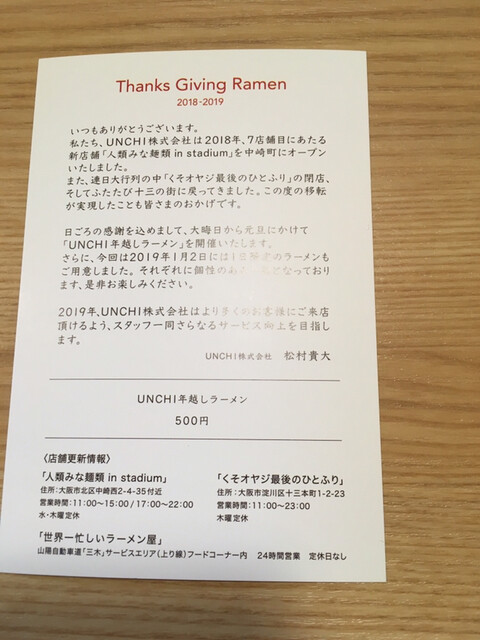 Thanks Giving Ramen
2018-2019
いつもありがとうございます。
私たち、UNCHI株式会社は2018年、7店舗目にあたる
新店舗「人類みな麺類 in stadium」を中崎町にオープン
いたしました。
また、連日大行列の中「くそオヤジ最後のひとふり」の閉店、
そしてふたたび十三の街に戻ってきました。この度の移転
が実現したことも皆さまのおかげです。
日ごろの感謝を込めまして、大晦日から元旦にかけて
「UNCHI年越しラーメン」を開催いたします。
さらに、今回は2019年1月2日には1日限定のラーメンも
ご用意しました。それぞれに個性のある となっており
ます、是非お楽しみください。
2019年、UNCHI株式会社はより多くのお客様にご来店
頂けるよう、スタッフ一同さらなるサービス向上を目指し
ます。
UNCHI株式会社 松村貴大
UNCHI年越しラーメン
500円
〈店舗更新情報〉
「人類みな麺類 in stadium」
住所:大阪市北区中崎西2-4-35付近
営業時間:11:00〜15:00/17:00〜22:00
水・木曜定休
「くそオヤジ最後のひとふり」
住所:大阪市淀川区十三本町1-2-23
営業時間:11:00〜23:00
木曜定休
「世界一忙しいラーメン屋」
山陽自動車道「三木」サービスエリア(上り線)フードコーナー内 24時間営業 定休日なし